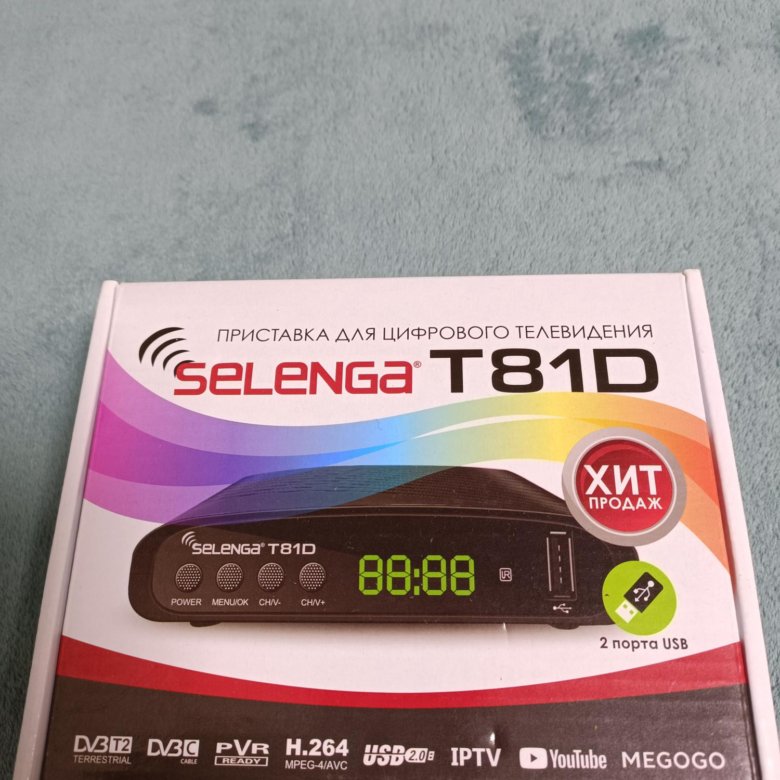 ПРИСТАВКА ДЛЯ ЦИФРОВОГО ТЕЛЕВИДЕНИЯ
SELENGA® T81D
ХИТ
ПРОДАЖ
SELENGA® T81D
88:88
POWER MENU/OK CH/V- CH/V+
2 порта USB
DVB T2 DVB C PVR H.264 USB 2.0 IPTV YouTube MEGOGO
TERRESTRIAL CABLE READY MPEG-4/AVC